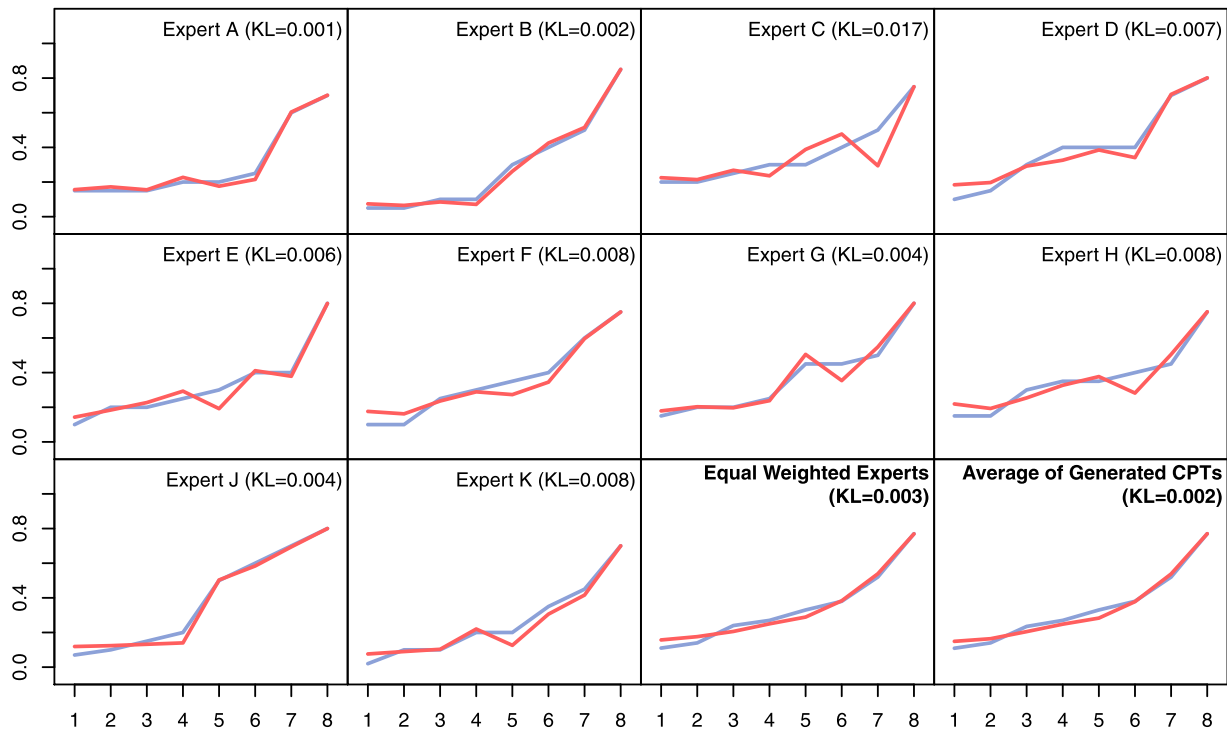 Expert A (KL=0.001)
Expert B (KL=0.002)
Expert C (KL=0.017)
Expert D (KL=0.007)
0.8
0.4
0.0
Expert E (KL=0.006)
Expert F (KL=0.008)
Expert G (KL=0.004)
Expert H (KL=0.008)
0.8
0.4
0.0
Expert J (KL=0.004)
Expert K (KL=0.008)
Equal Weighted Experts
(KL=0.003)
Average of Generated CPTs
(KL=0.002)
0.8
0.4
0.0
1 2 3 4 5 6 7 8
1 2 3 4 5 6 7 8
1 2 3 4 5 6 7 8
1 2 3 4 5 6 7 8